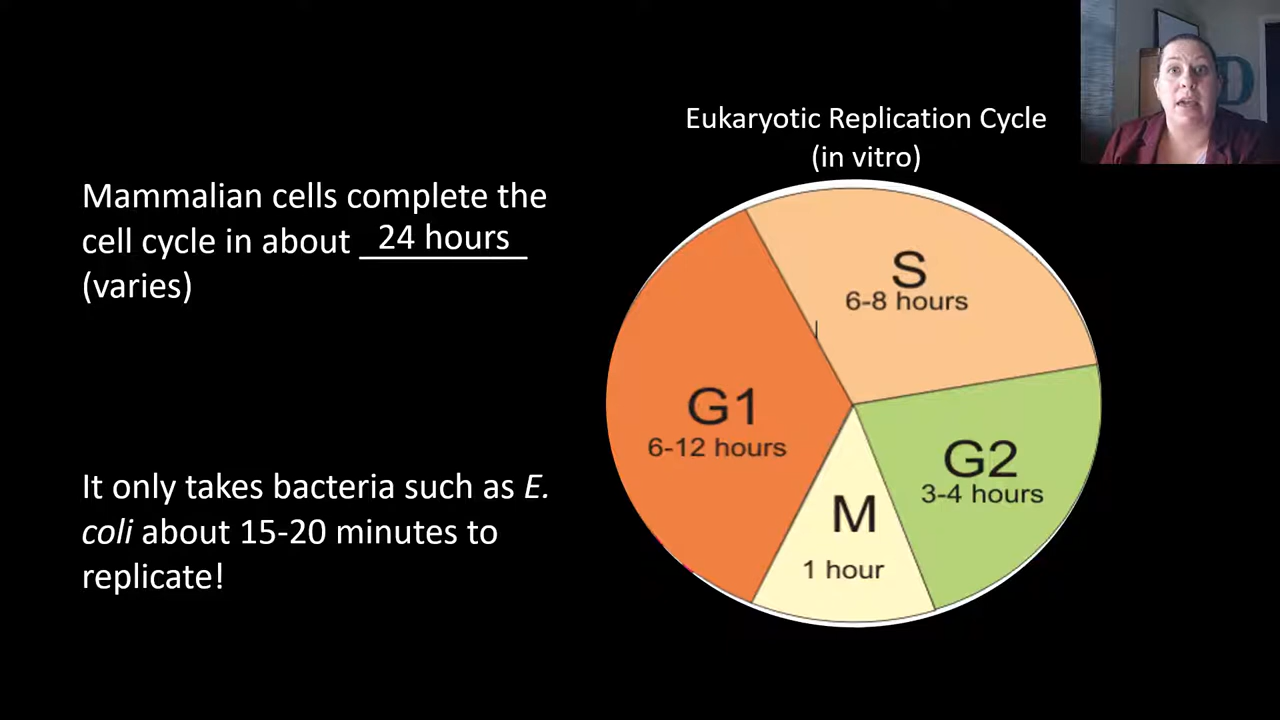 Eukaryotic Replication Cycle
(in vitro)
Mammalian cells complete the
cell cycle in about 24 hours
(varies)
It only takes bacteria such as E.
coli about 15-20 minutes to
replicate!
S
6-8 hours
G1
6-12 hours
G2
3-4 hours
M
1 hour
D